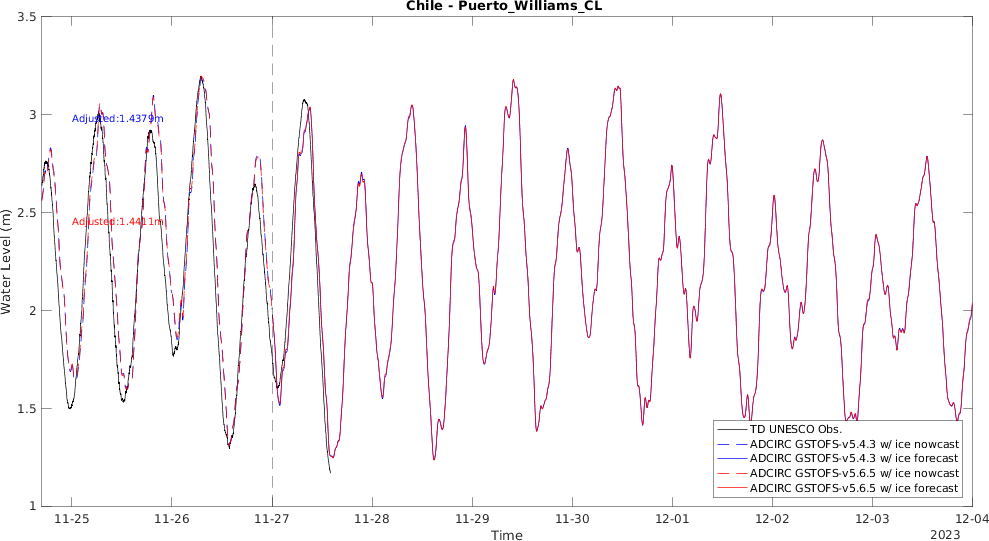 Chile - Puerto_Williams_CL
3.5
3
2.5
2
1.5
1
Water Level (m)
Adjusted:1.4379m
Adjusted:1.4411m
TD UNESCO Obs.
ADCIRC GSTOFS-v5.4.3 w/ ice nowcast
ADCIRC GSTOFS-v5.4.3 w/ ice forecast
ADCIRC GSTOFS-v5.6.5 w/ ice nowcast
ADCIRC GSTOFS-v5.6.5 w/ ice forecast
11-25 11-26 11-27 11-28 11-29 11-30 12-01 12-02 12-03 12-04
Time
2023